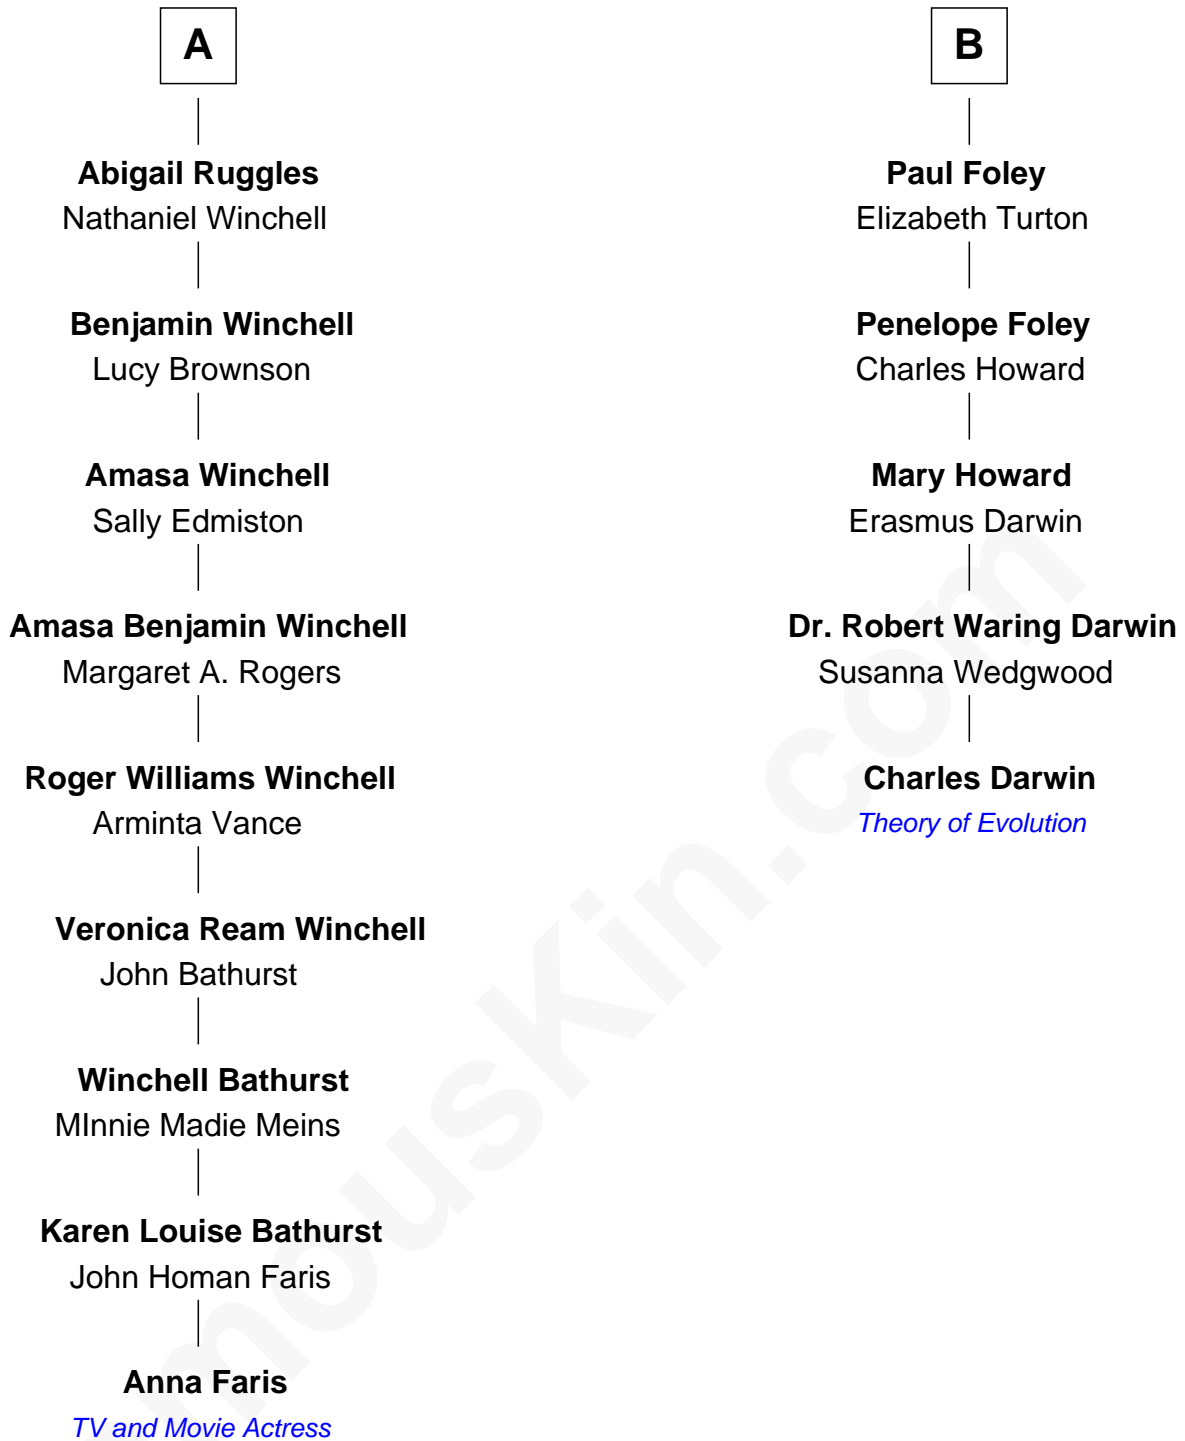 A
Abigail Ruggles
Nathaniel Winchell
Benjamin Winchell
Lucy Brownson
Amasa Winchell
Sally Edmiston
Amasa Benjamin Winchell
Margaret A. Rogers
Roger Williams Winchell
Arminta Vance
Veronica Ream Winchell
John Bathurst
Winchell Bathurst
MInnie Madie Meins
Karen Louise Bathurst
John Homan Faris
Anna Faris
TV and Movie Actress
B
Paul Foley
Elizabeth Turton
Penelope Foley
Charles Howard
Mary Howard
Erasmus Darwin
Dr. Robert Waring Darwin
Susanna Wedgwood
Charles Darwin
Theory of Evolution
mousKin.com